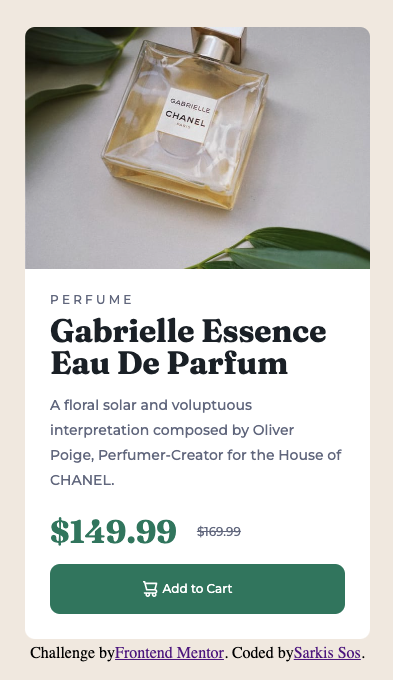 GABRIELLE
CHANEL
PARIS
PERFUME
Gabrielle Essence
Eau De Parfum
A floral solar and voluptuous
interpretation composed by Oliver
Poige, Perfumer-Creator for the House of
CHANEL.
$149.99 $169.99
Add to Cart
Challenge byFrontend Mentor. Coded bySarkis Sos.